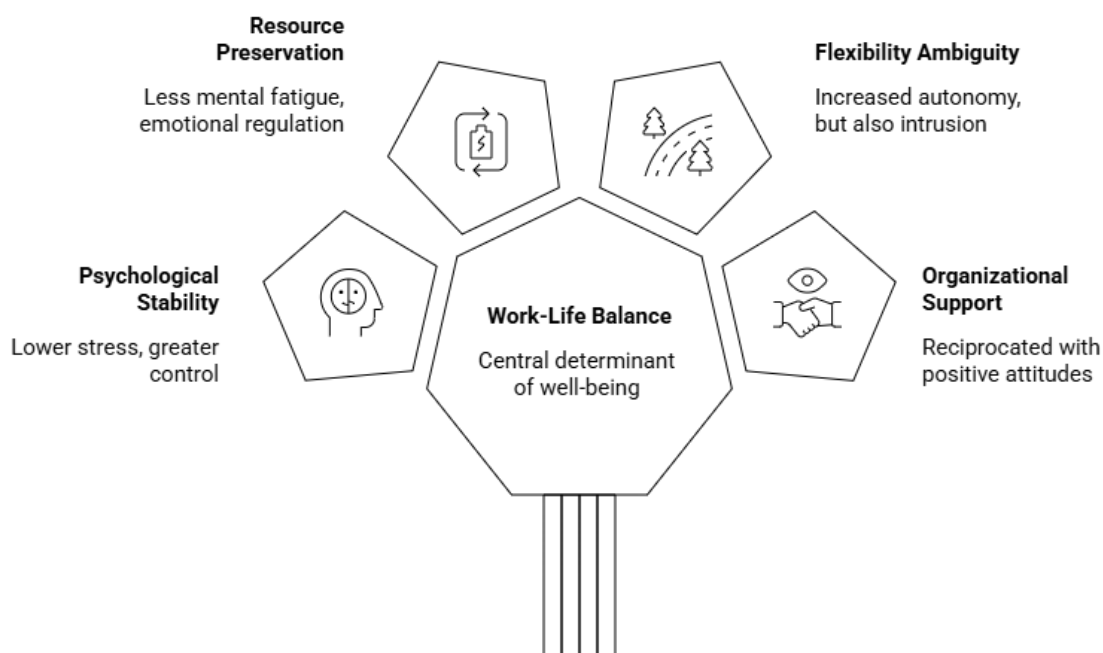 Resource
Preservation
Less mental fatigue,
emotional regulation
Flexibility Ambiguity
Increased autonomy,
but also intrusion
Psychological
Stability
Lower stress, greater
control
Work-Life Balance
Central determinant
of well-being
Organizational
Support
Reciprocated with
positive attitudes